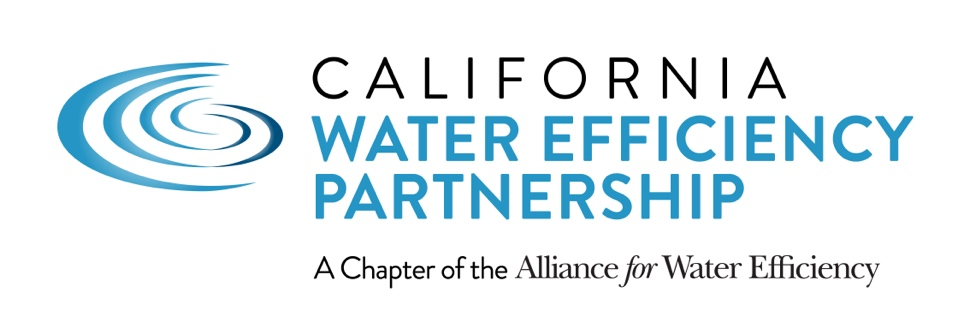 CALIFORNIA
WATER EFFICIENCY
PARTNERSHIP
A Chapter of the Alliance for Water Efficiency